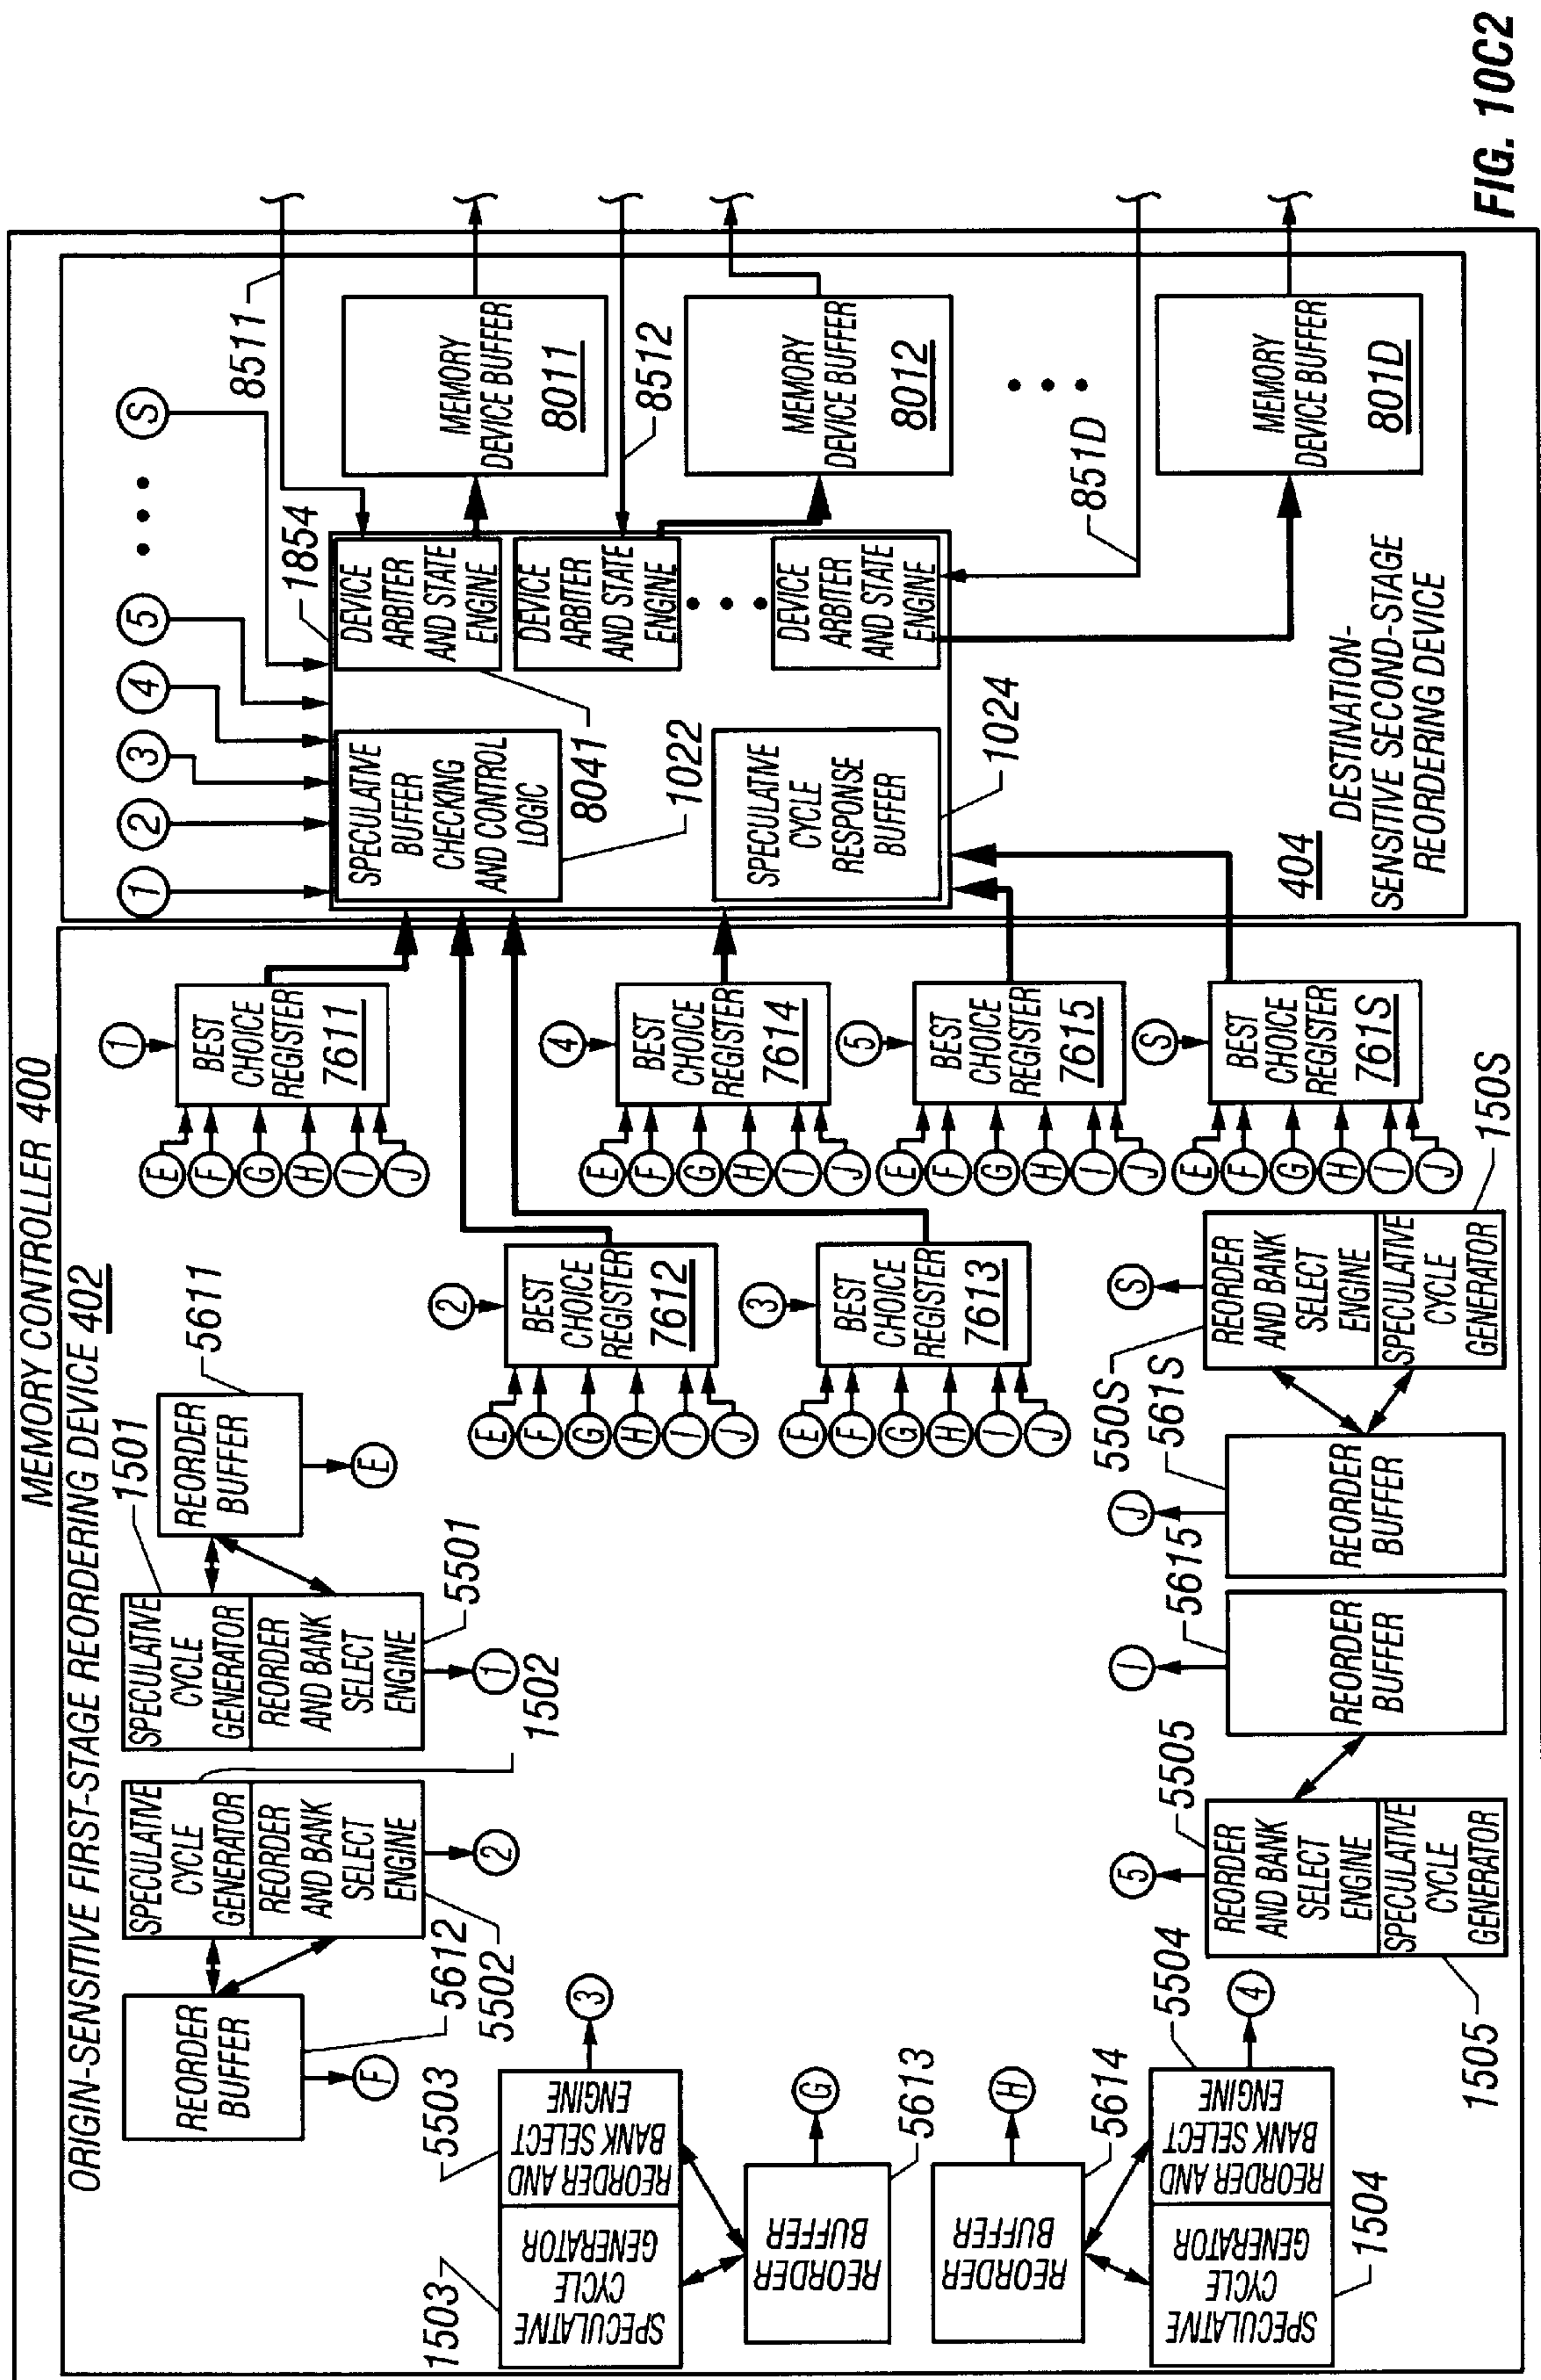 MEMORY CONTROLLER 400
ORIGIN-SENSITIVE FIRST-STAGE REORDERING DEVICE 402
REORDER
BUFFER
5612
F
SPECULATIVE
CYCLE
GENERATOR
REORDER
AND BANK
SELECT
ENGINE
5502
2
1502
SPECULATIVE
CYCLE
GENERATOR
1501
REORDER
AND BANK
SELECT
ENGINE
5501
1
REORDER
BUFFER
5611
E
1503
SPECULATIVE
CYCLE
GENERATOR
REORDER AND
BANK SELECT
ENGINE
5503
3
REORDER
BUFFER
5613
G
REORDER
BUFFER
5614
H
SPECULATIVE
CYCLE
GENERATOR
1504
REORDER AND
BANK SELECT
ENGINE
5504
4
5
5505
REORDER
AND BANK
SELECT
ENGINE
SPECULATIVE
CYCLE
GENERATOR
1505
I
5615
REORDER
BUFFER
J
561S
REORDER
BUFFER
S
550S
REORDER
AND BANK
SELECT
ENGINE
SPECULATIVE
CYCLE
GENERATOR
150S
1
BEST
CHOICE
REGISTER
7611
E
F
G
H
I
J
2
BEST
CHOICE
REGISTER
7612
E
F
G
H
I
J
3
BEST
CHOICE
REGISTER
7613
E
F
G
H
I
J
4
BEST
CHOICE
REGISTER
7614
E
F
G
H
I
J
5
BEST
CHOICE
REGISTER
7615
E
F
G
H
I
J
S
BEST
CHOICE
REGISTER
761S
E
F
G
H
I
J
1
2
3
4
5
• • •
S
1854
SPECULATIVE
BUFFER
CHECKING
AND CONTROL
LOGIC
1022
8041
DEVICE
ARBITER
AND STATE
ENGINE
DEVICE
ARBITER
AND STATE
ENGINE
• • •
DEVICE
ARBITER
AND STATE
ENGINE
SPECULATIVE
CYCLE
RESPONSE
BUFFER
1024
8511
MEMORY
DEVICE BUFFER
8011
8512
MEMORY
DEVICE BUFFER
8012
• • •
851D
MEMORY
DEVICE BUFFER
801D
404
DESTINATION-
SENSITIVE SECOND-STAGE
REORDERING DEVICE
FIG. 10C2